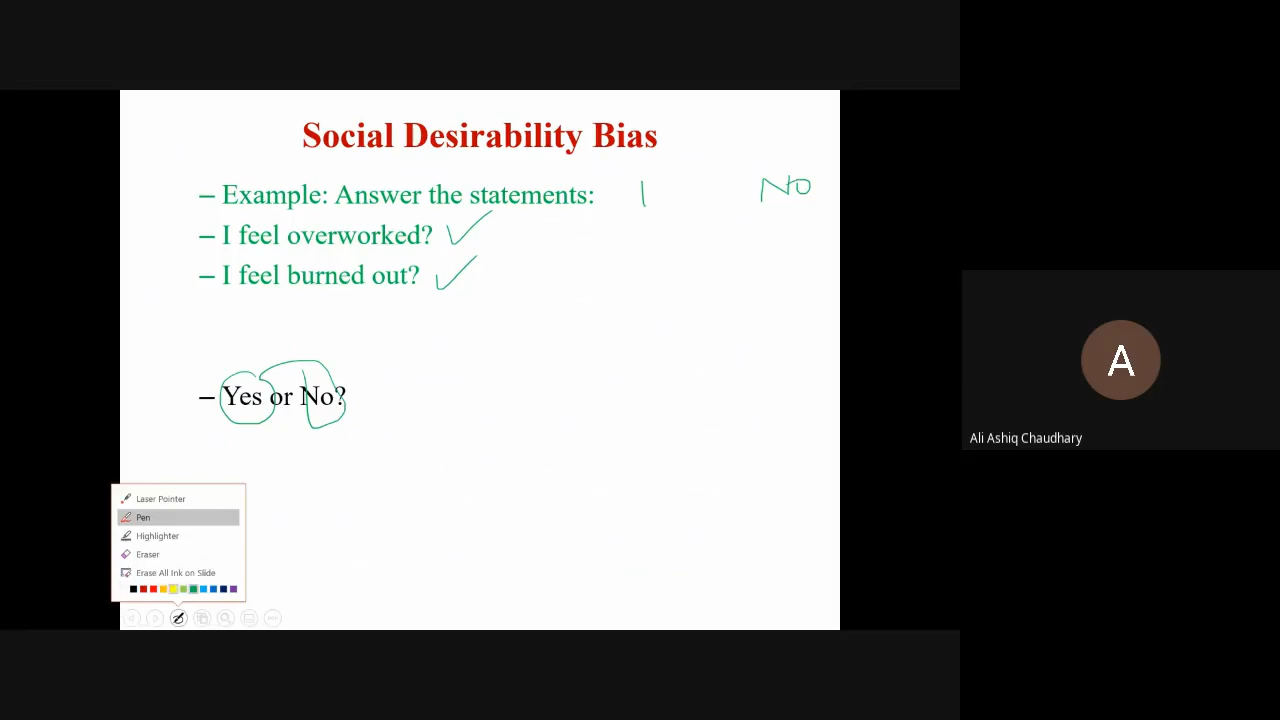 Social Desirability Bias
– Example: Answer the statements: No
– I feel overworked?
– I feel burned out?
– Yes or No?
Laser Pointer
Pen
Highlighter
Eraser
Erase All Ink on Slide
A
Ali Ashiq Chaudhary